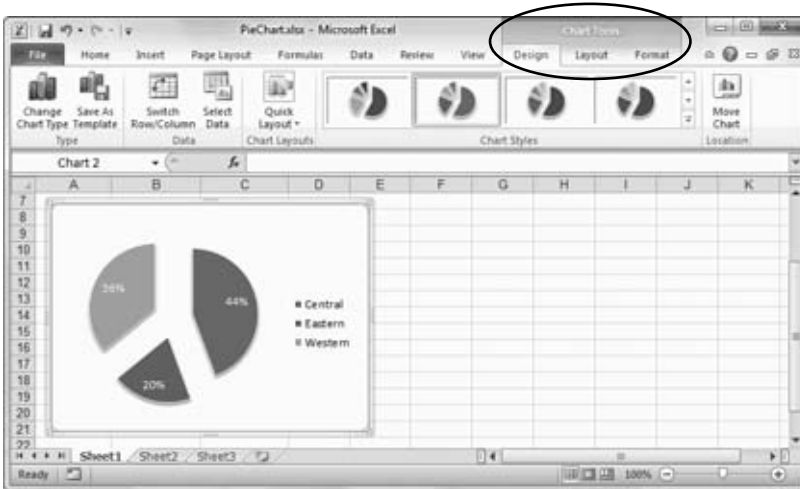 PieChart.xlsx - Microsoft Excel
Chart Tools
File Home Insert Page Layout Formulas Data Review View Design Layout Format
Change Save As Switch Select Quick Move
Chart Type Template Row/Column Data Layout Chart
Type Data Chart Layouts Chart Styles Location
Chart 2 fx
A B C D E F G H I J K
7
8
9
10
11
12
36%
13
44%
Central
14
15
Eastern
16
Western
17
18
20%
19
20
21
22
Sheet1 Sheet2 Sheet3
Ready 100%